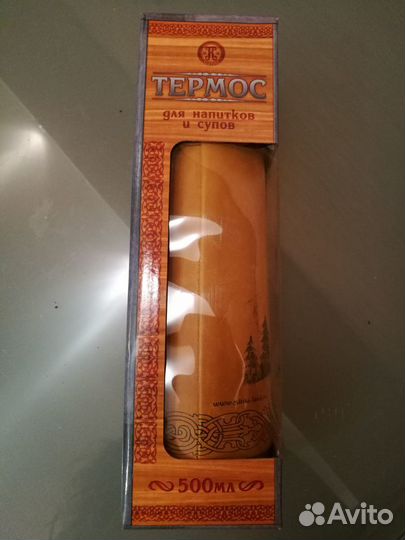 ТЕРМОС
для напитков
и супов
500мл
Avito